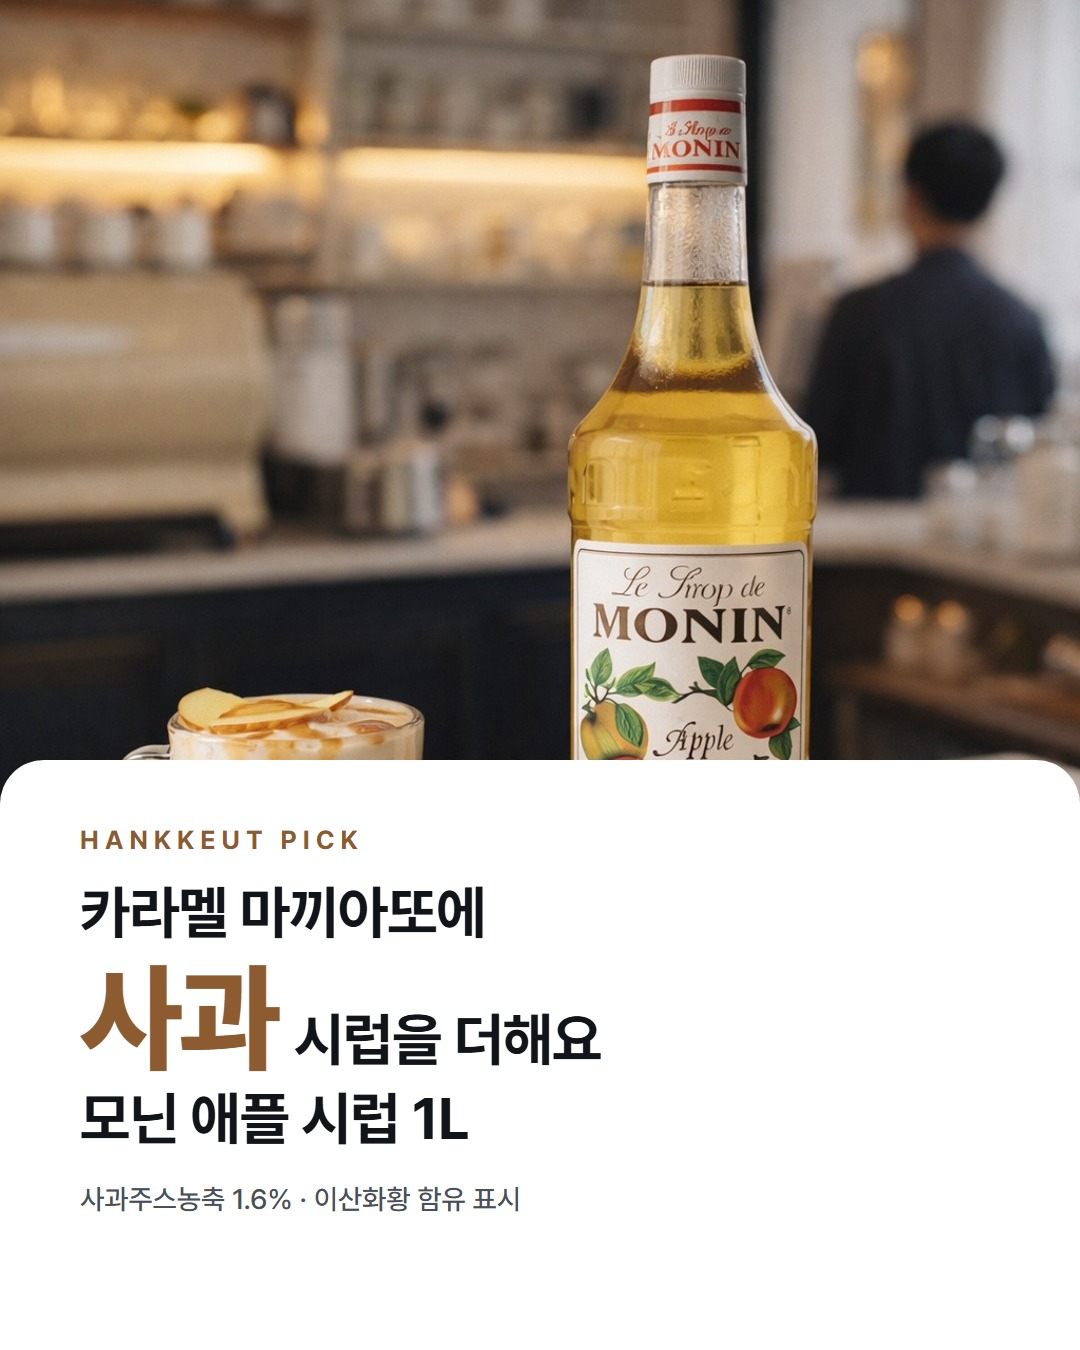 MONIN
Le Sirop de
MONIN
Apple
HANKKEUT PICK
카라멜 마끼아또에
사과 시럽을 더해요
모닌 애플 시럽 1L
사과주스농축 1.6% · 이산화황 함유 표시